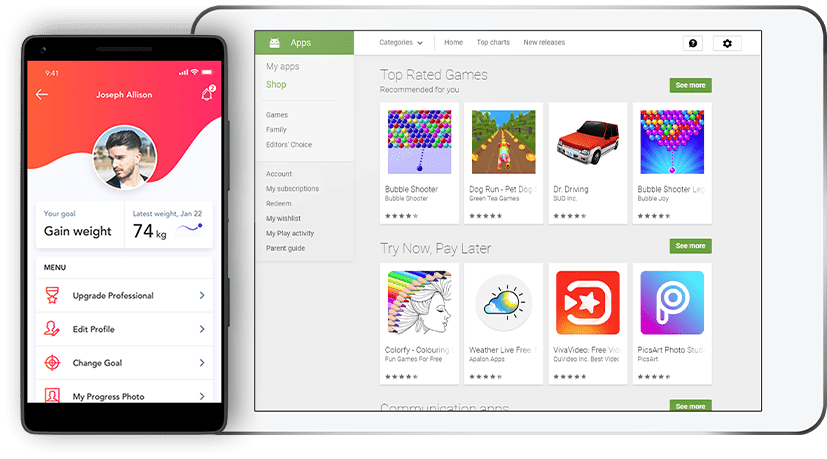 9:41
Joseph Allison
2
Your goal
Gain weight
Latest weight, Jan 22
74 kg
MENU
Upgrade Professional
Edit Profile
Change Goal
My Progress Photo
Apps
Categories
Home
Top charts
New releases
My apps
Shop
Games
Family
Editors' Choice
Account
My subscriptions
Redeem
My wishlist
My Play activity
Parent guide
Top Rated Games
Recommended for you
See more
Bubble Shooter
Bubble Shooter
Dog Run - Pet Dog
Green Tea Games
Dr. Driving
SUD Inc.
Bubble Shooter Leg
Bubble Joy
Try Now, Pay Later
See more
Colorfy - Colouring
Fun Games For Free
Weather Live Free
Apalon Apps
VivaVideo: Free Vid
QuVideo Inc. Best Video
PicsArt Photo Stud
PicsArt
Communication apps
See more